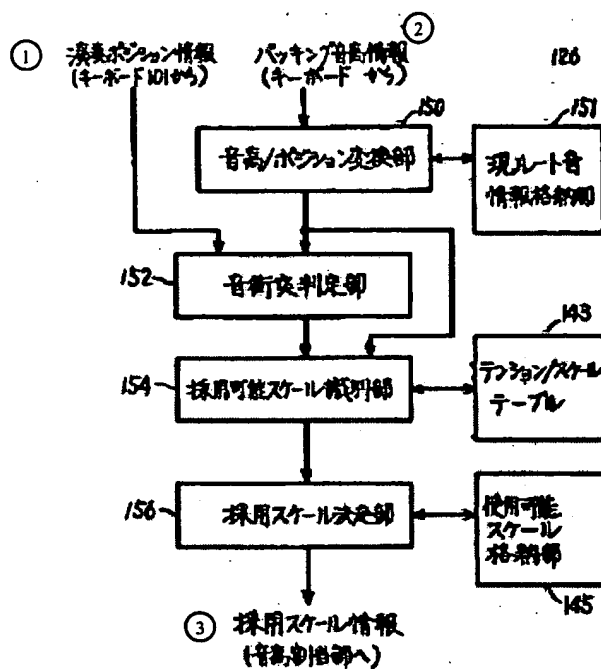 ①
演奏ポジション情報
(キーボード101から)
②
バッキング音高情報
(キーボード から)
126
150
音高/ポジション変換部
151
現ルート音
情報格納部
152
音衝突判定部
143
154
採用可能スケール識別部
テンション/スケール
テーブル
156
採用スケール決定部
使用可能
スケール
格納部
145
③
採用スケール情報
(音高割当部へ)